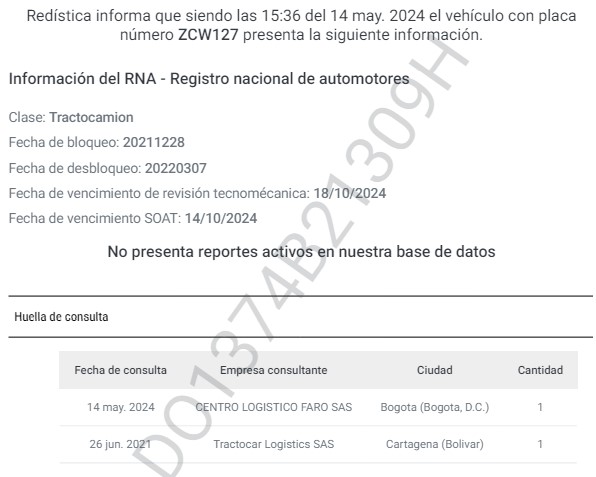 Redística informa que siendo las 15:36 del 14 may. 2024 el vehículo con placa
número ZCW127 presenta la siguiente información.
Información del RNA - Registro nacional de automotores
Clase: Tractocamion
Fecha de bloqueo: 20211228
Fecha de desbloqueo: 20220307
Fecha de vencimiento de revisión tecnomécanica: 18/10/2024
Fecha de vencimiento SOAT: 14/10/2024
No presenta reportes activos en nuestra base de datos
Huella de consulta
Fecha de consulta Empresa consultante Ciudad Cantidad
14 may. 2024 CENTRO LOGISTICO FARO SAS Bogota (Bogota, D.C.) 1
26 jun. 2021 Tractocar Logistics SAS Cartagena (Bolivar) 1
DO1374B21309H